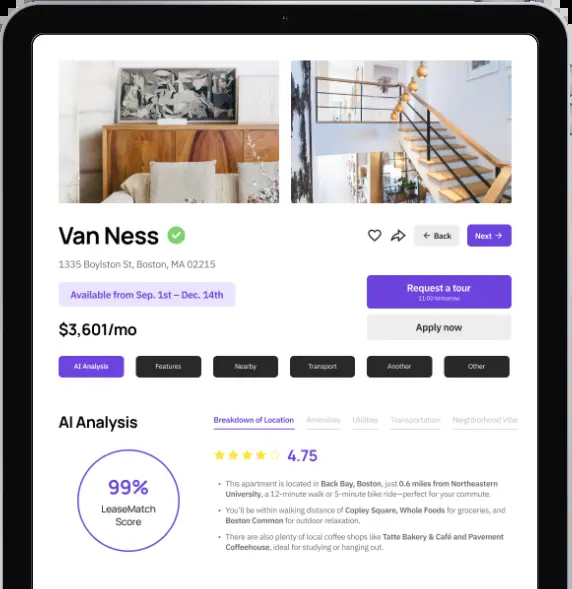 Van Ness
← Back
Next →
1335 Boylston St, Boston, MA 02215
Available from Sep. 1st – Dec. 14th
Request a tour
11:00 tomorrow
$3,601/mo
Apply now
AI Analysis
Features
Nearby
Transport
Another
Other
AI Analysis
Breakdown of Location
Amenities
Utilities
Transportation
Neighborhood Vibe
4.75
99%
LeaseMatch
Score
• This apartment is located in Back Bay, Boston, just 0.6 miles from Northeastern
University, a 12-minute walk or 5-minute bike ride—perfect for your commute.
• You'll be within walking distance of Copley Square, Whole Foods for groceries, and
Boston Common for outdoor relaxation.
• There are also plenty of local coffee shops like Tatte Bakery & Café and Pavement
Coffeehouse, ideal for studying or hanging out.